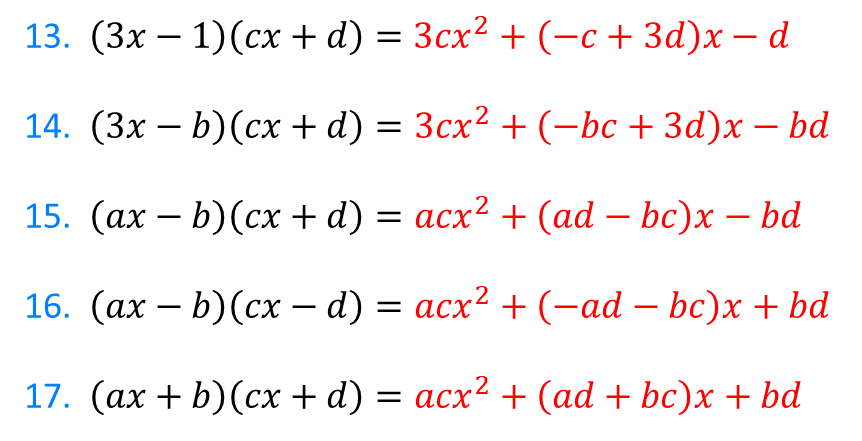 13. (3x − 1)(cx + d) = 3cx² + (−c + 3d)x − d
14. (3x − b)(cx + d) = 3cx² + (−bc + 3d)x − bd
15. (ax − b)(cx + d) = acx² + (ad − bc)x − bd
16. (ax − b)(cx − d) = acx² + (−ad − bc)x + bd
17. (ax + b)(cx + d) = acx² + (ad + bc)x + bd